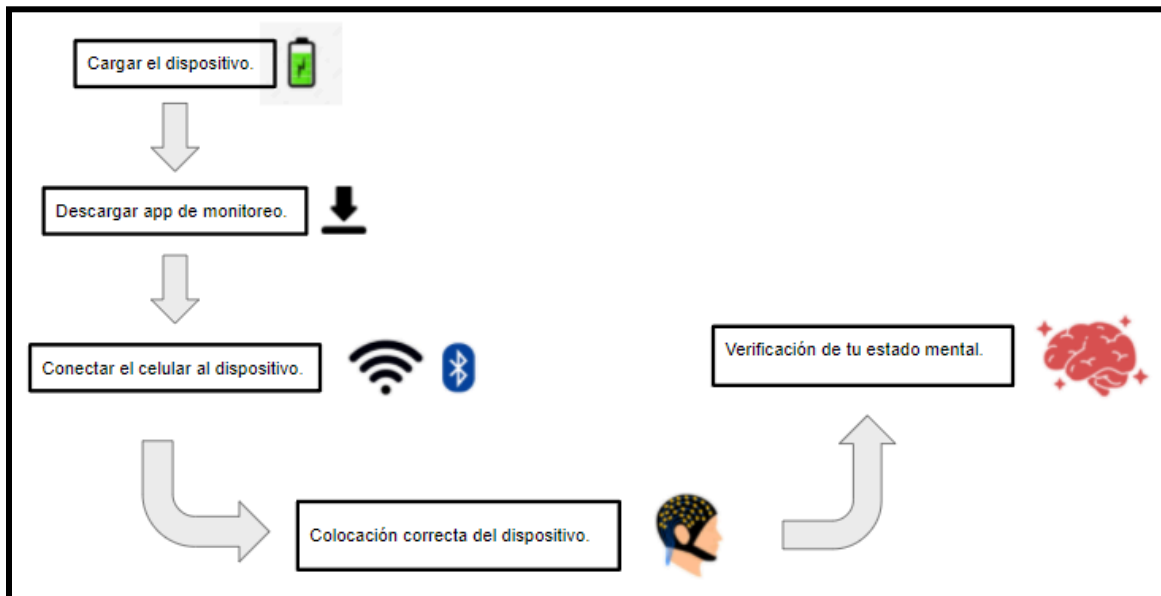 Cargar el dispositivo.
Descargar app de monitoreo.
Conectar el celular al dispositivo.
Verificación de tu estado mental.
Colocación correcta del dispositivo.